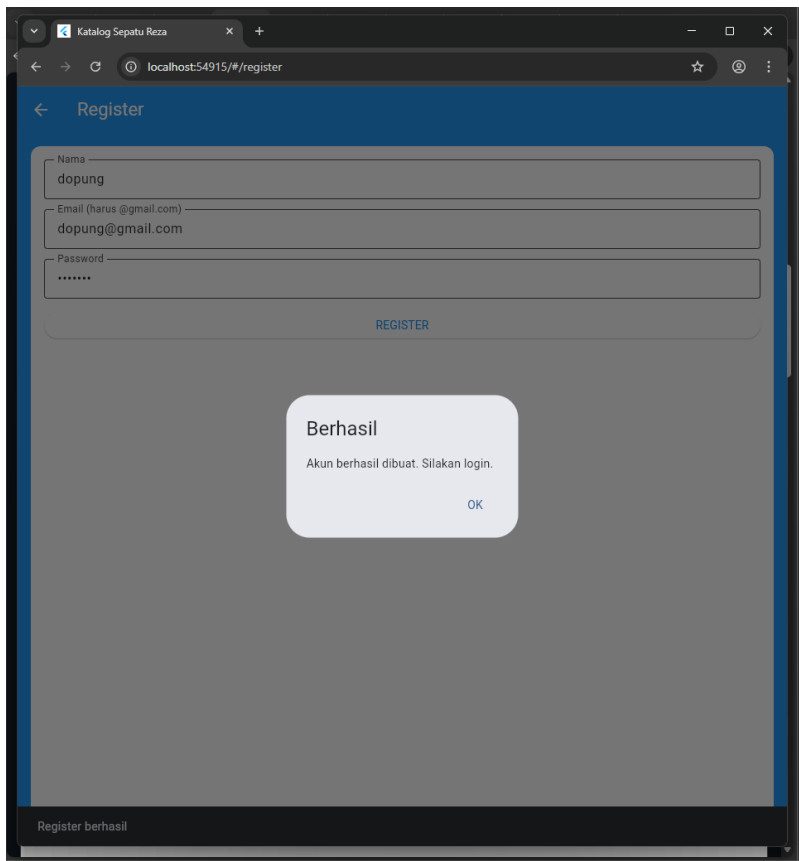 Katalog Sepatu Reza
localhost:54915/#/register
Register
Nama
dopung
Email (harus @gmail.com)
dopung@gmail.com
Password
•••••••
REGISTER
Berhasil
Akun berhasil dibuat. Silakan login.
OK
Register berhasil